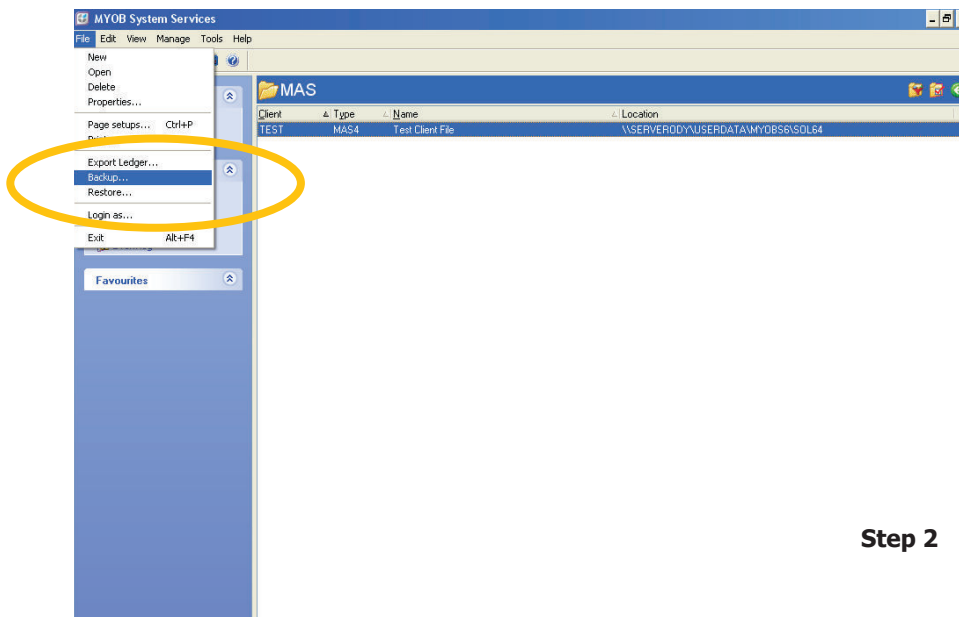 MYOB System Services
File Edit View Manage Tools Help
New
Open
Delete
Properties...
Page setups... Ctrl+P
Export Ledger...
Backup...
Restore...
Login as...
Exit Alt+F4
Favourites
MAS
Client Type Name Location
TEST MAS4 Test Client File \\SERVERODY\USERDATA\MYOBS6\SOL64
Step 2